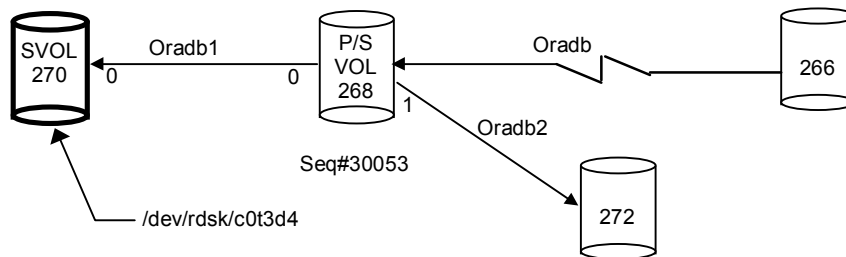 SVOL
270
Oradb1
0
0
P/S
VOL
268
1
Oradb
266
Oradb2
Seq#30053
272
/dev/rdsk/c0t3d4